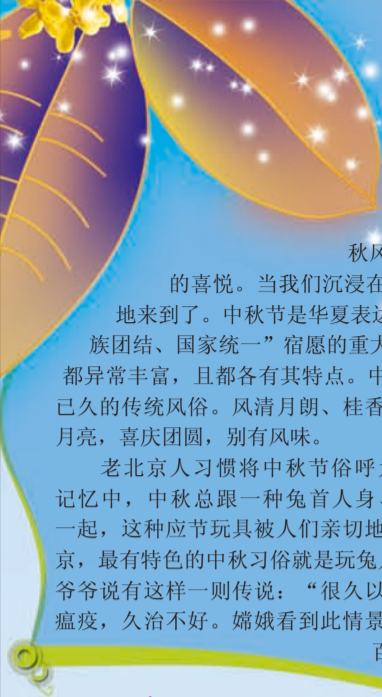 秋风
的喜悦。当我们沉浸在
地来到了。中秋节是华夏表达
族团结、国家统一”宿愿的重大
都异常丰富，且都各有其特点。中
己久的传统风俗。风清月朗、桂香
月亮，喜庆团圆，别有风味。
老北京人习惯将中秋节俗呼为
记忆中，中秋总跟一种兔首人身
一起，这种应节玩具被人们亲切地
京，最有特色的中秋习俗就是玩兔儿
爷爷说有这样一则传说：“很久以
瘟疫，久治不好。嫦娥看到此情景
百